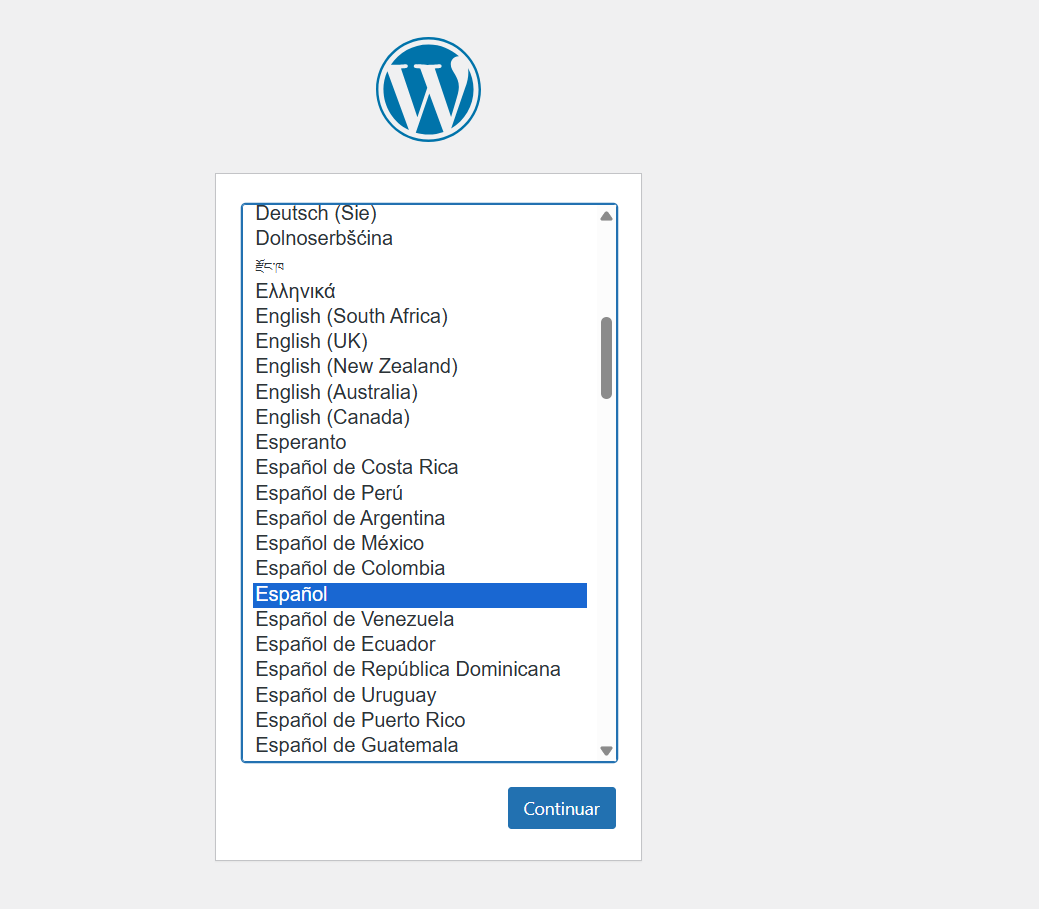 Deutsch (Sie)
Dolnoserbšćina
རྫོང་ཁ
Ελληνικά
English (South Africa)
English (UK)
English (New Zealand)
English (Australia)
English (Canada)
Esperanto
Español de Costa Rica
Español de Perú
Español de Argentina
Español de México
Español de Colombia
Español
Español de Venezuela
Español de Ecuador
Español de República Dominicana
Español de Uruguay
Español de Puerto Rico
Español de Guatemala
Continuar